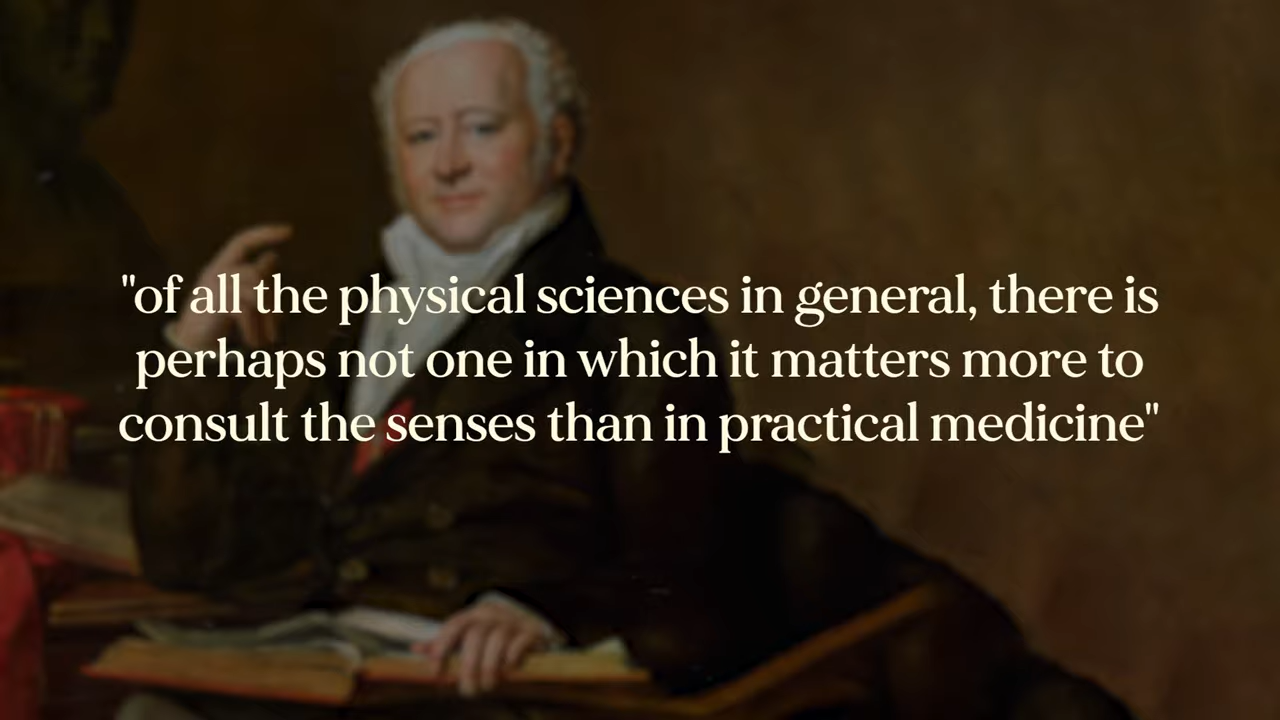 "of all the physical sciences in general, there is
perhaps not one in which it matters more to
consult the senses than in practical medicine"